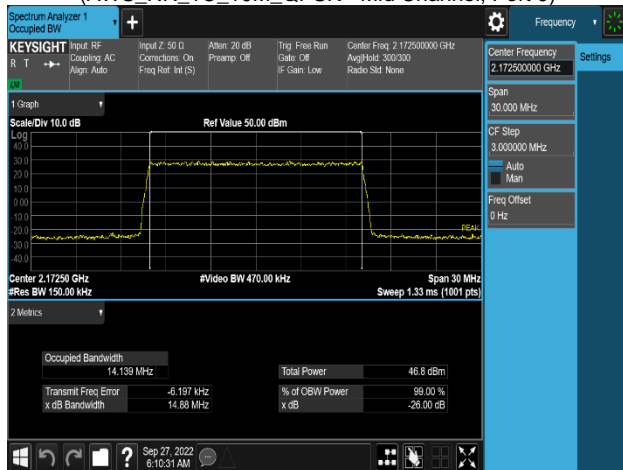 Spectrum Analyzer 1
Occupied BW
+
Frequency
KEYSIGHT
R T
Input: RF
Coupling: AC
Align: Auto
Input Z: 50 Ω
Corrections: On
Freq Ref: Int (S)
Atten: 20 dB
Preamp: Off
Trig: Free Run
Gate: Off
IF Gain: Low
Center Freq: 2.172500000 GHz
Avg|Hold: 300/300
Radio Std: None
Center Frequency
2.172500000 GHz
Settings
Span
30.000 MHz
CF Step
3.000000 MHz
Auto
Man
Freq Offset
0 Hz
1 Graph
Scale/Div 10.0 dB
Ref Value 50.00 dBm
Log
40.0
30.0
20.0
10.0
0.00
-10.0
-20.0
-30.0
-40.0
PEAK
Center 2.17250 GHz
#Video BW 470.00 kHz
Span 30 MHz
#Res BW 150.00 kHz
Sweep 1.33 ms (1001 pts)
2 Metrics
Occupied Bandwidth
14.139 MHz
Total Power
46.8 dBm
Transmit Freq Error
-6.197 kHz
% of OBW Power
99.00 %
x dB Bandwidth
14.88 MHz
x dB
-26.00 dB
?
Sep 27, 2022
6:10:31 AM